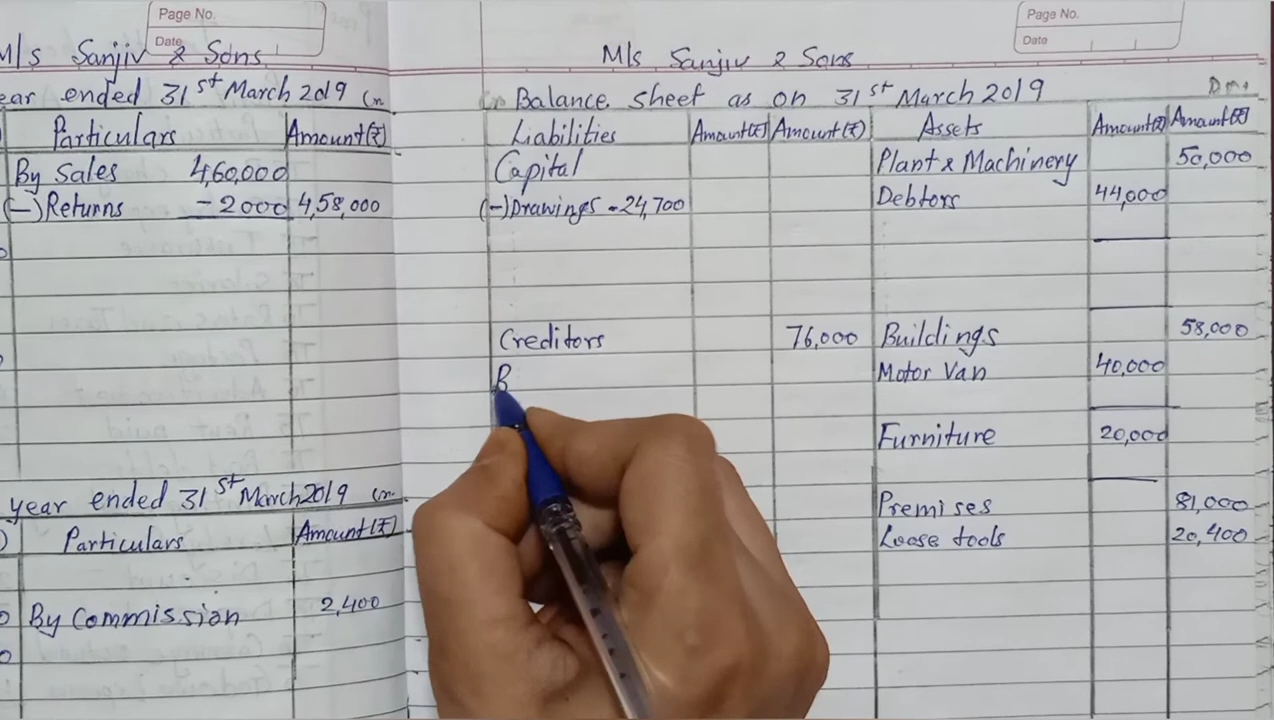 Page No.
Date
M/s Sanjiv & Sons
ear ended 31st March 2019
Particulars Amount(₹)
By Sales 4,60,000
(-) Returns - 2000 4,58,000
year ended 31st March 2019
Particulars Amount(₹)
By Commission 2,400
Page No.
Date
M/s Sanjiv & Sons
Balance sheet as on 31st March 2019
Liabilities Amount(₹) Amount(₹) Assets Amount(₹) Amount(₹)
Capital Plant & Machinery 50,000
(-) Drawings - 24,700 Debtors 44,000
Creditors 76,000 Buildings 58,000
B Motor Van 40,000
Furniture 20,000
Premises 81,000
Loose tools 20,400